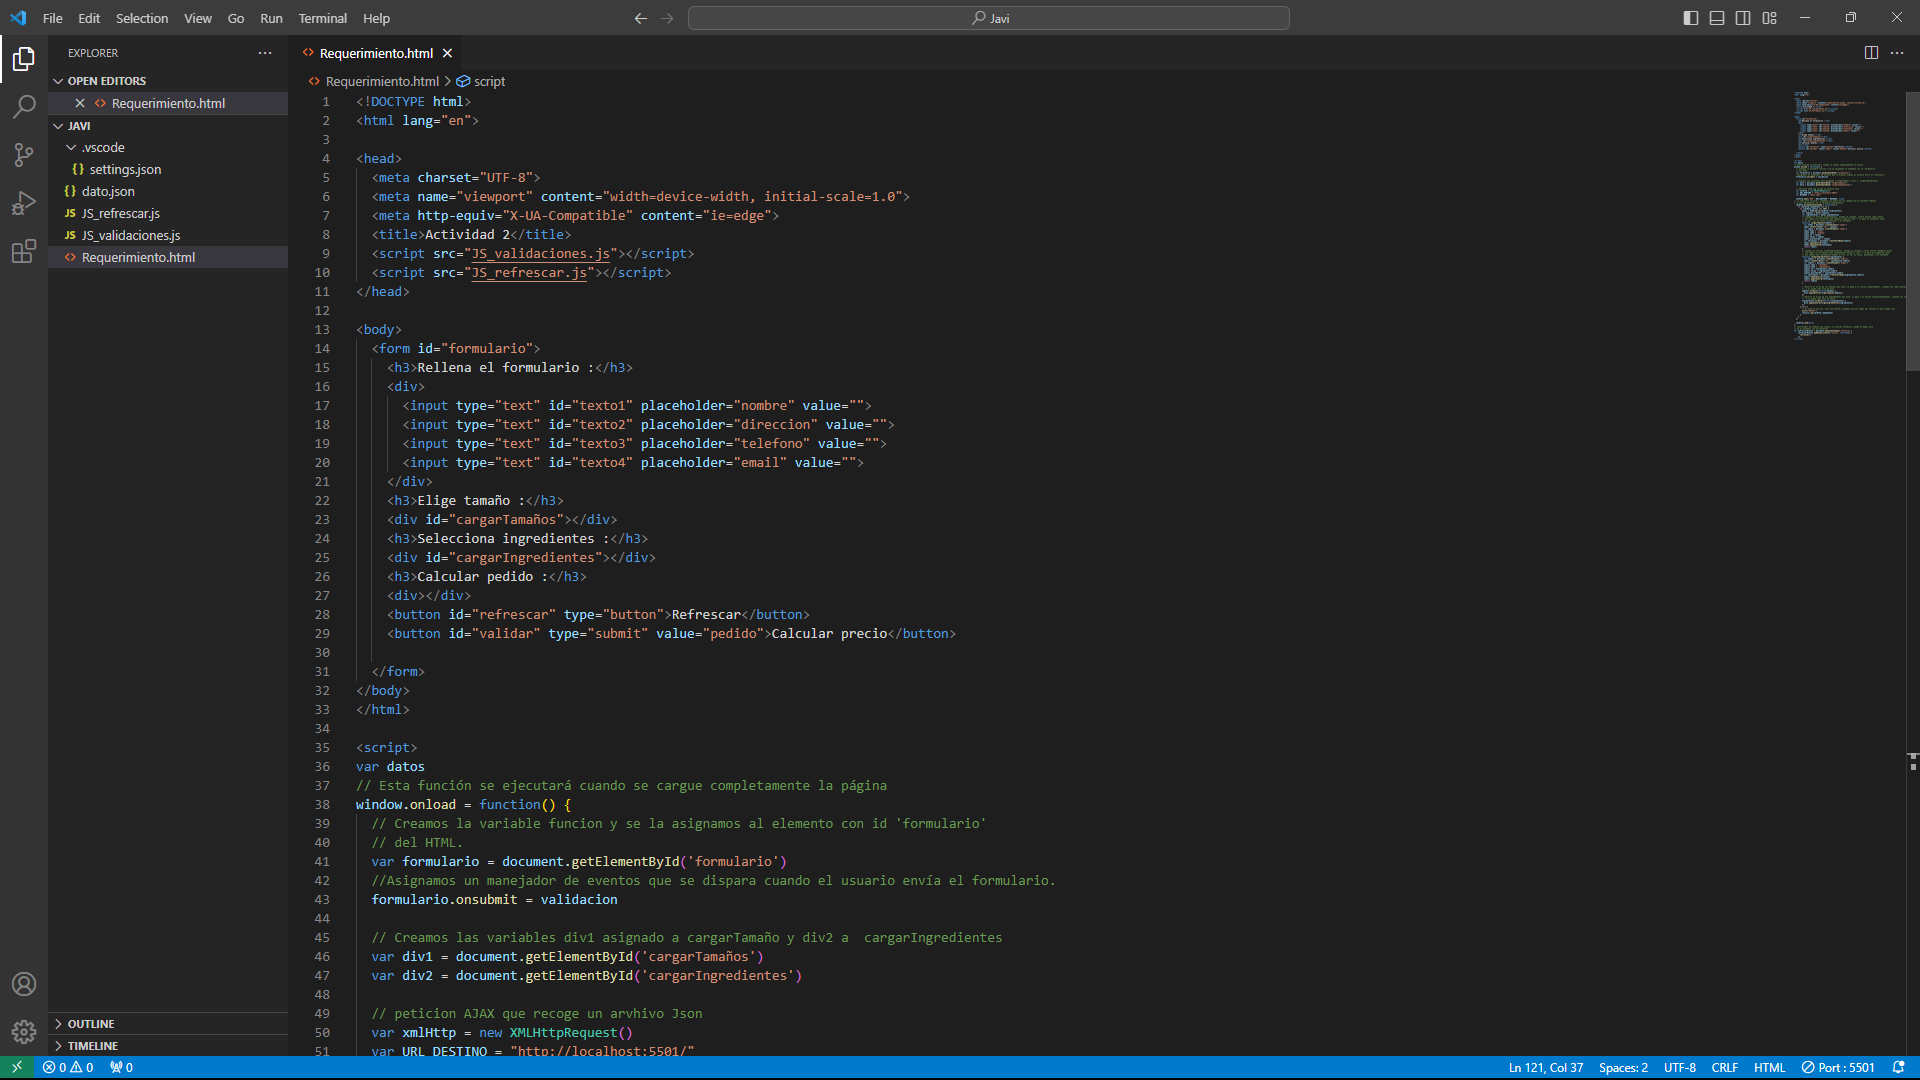 File Edit Selection View Go Run Terminal Help
Javi
EXPLORER
OPEN EDITORS
Requerimiento.html
JAVI
.vscode
{} settings.json
{} dato.json
JS JS_refrescar.js
JS JS_validaciones.js
<> Requerimiento.html
OUTLINE
TIMELINE
<> Requerimiento.html
<> Requerimiento.html > script
1 <!DOCTYPE html>
2 <html lang="en">
3
4 <head>
5 <meta charset="UTF-8">
6 <meta name="viewport" content="width=device-width, initial-scale=1.0">
7 <meta http-equiv="X-UA-Compatible" content="ie=edge">
8 <title>Actividad 2</title>
9 <script src="JS_validaciones.js"></script>
10 <script src="JS_refrescar.js"></script>
11 </head>
12
13 <body>
14 <form id="formulario">
15 <h3>Rellena el formulario :</h3>
16 <div>
17 <input type="text" id="texto1" placeholder="nombre" value="">
18 <input type="text" id="texto2" placeholder="direccion" value="">
19 <input type="text" id="texto3" placeholder="telefono" value="">
20 <input type="text" id="texto4" placeholder="email" value="">
21 </div>
22 <h3>Elige tamaño :</h3>
23 <div id="cargarTamaños"></div>
24 <h3>Selecciona ingredientes :</h3>
25 <div id="cargarIngredientes"></div>
26 <h3>Calcular pedido :</h3>
27 <div></div>
28 <button id="refrescar" type="button">Refrescar</button>
29 <button id="validar" type="submit" value="pedido">Calcular precio</button>
30
31 </form>
32 </body>
33 </html>
34
35 <script>
36 var datos
37 // Esta función se ejecutará cuando se cargue completamente la página
38 window.onload = function() {
39 // Creamos la variable funcion y se la asignamos al elemento con id 'formulario'
40 // del HTML.
41 var formulario = document.getElementById('formulario')
42 //Asignamos un manejador de eventos que se dispara cuando el usuario envía el formulario.
43 formulario.onsubmit = validacion
44
45 // Creamos las variables div1 asignado a cargarTamaño y div2 a  cargarIngredientes
46 var div1 = document.getElementById('cargarTamaños')
47 var div2 = document.getElementById('cargarIngredientes')
48
49 // peticion AJAX que recoge un arvhivo Json
50 var xmlHttp = new XMLHttpRequest()
51 var URL_DESTINO = "http://localhost:5501/"
0 0 0 Ln 121, Col 37 Spaces: 2 UTF-8 CRLF HTML Port : 5501